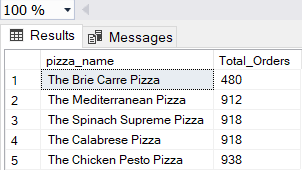 100 %
Results Messages
pizza_name Total_Orders
1 The Brie Carre Pizza 480
2 The Mediterranean Pizza 912
3 The Spinach Supreme Pizza 918
4 The Calabrese Pizza 918
5 The Chicken Pesto Pizza 938